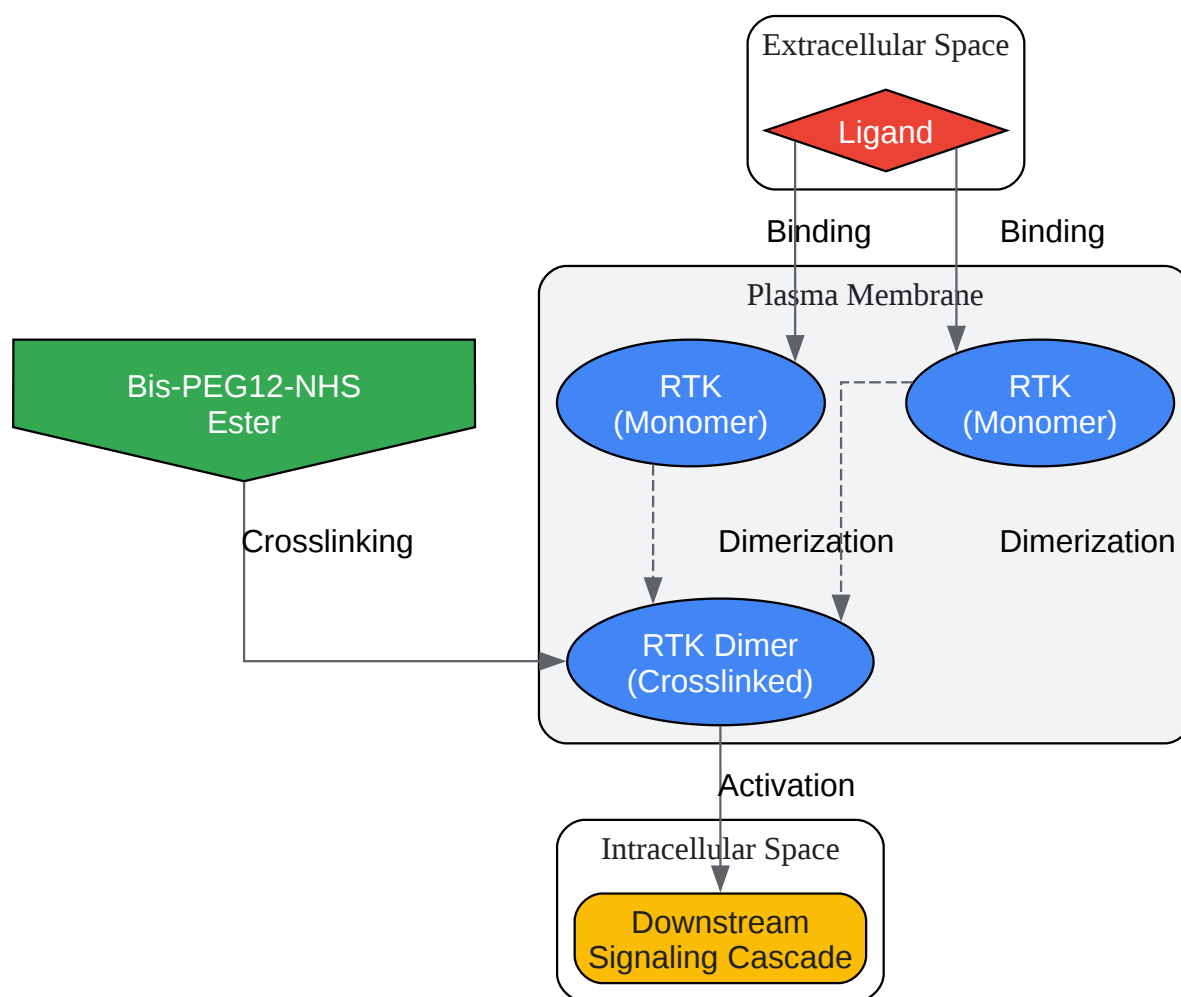 Extracellular Space
Ligand
Binding
Binding
Plasma Membrane
Bis-PEG12-NHS
Ester
RTK
(Monomer)
RTK
(Monomer)
Crosslinking
Dimerization
Dimerization
RTK Dimer
(Crosslinked)
Activation
Intracellular Space
Downstream
Signaling Cascade